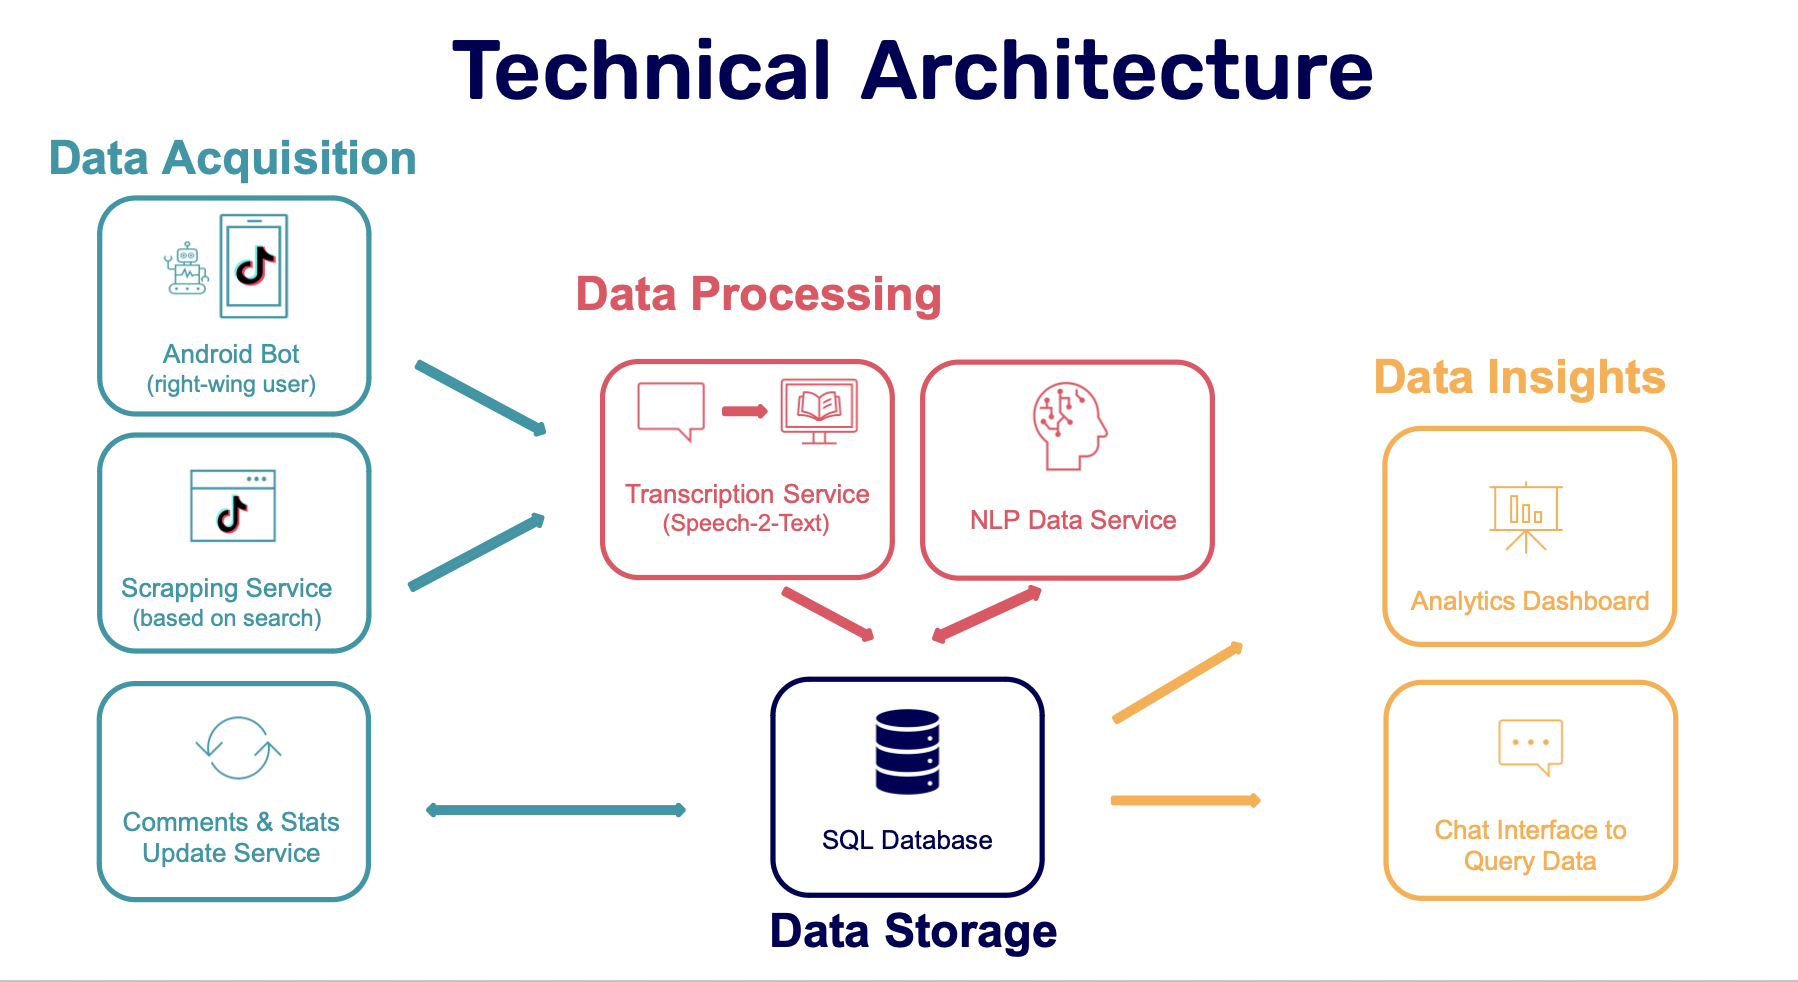 Technical Architecture
Data Acquisition
Android Bot
(right-wing user)
Scrapping Service
(based on search)
Comments & Stats
Update Service
Data Processing
Transcription Service
(Speech-2-Text)
NLP Data Service
SQL Database
Data Storage
Data Insights
Analytics Dashboard
Chat Interface to
Query Data